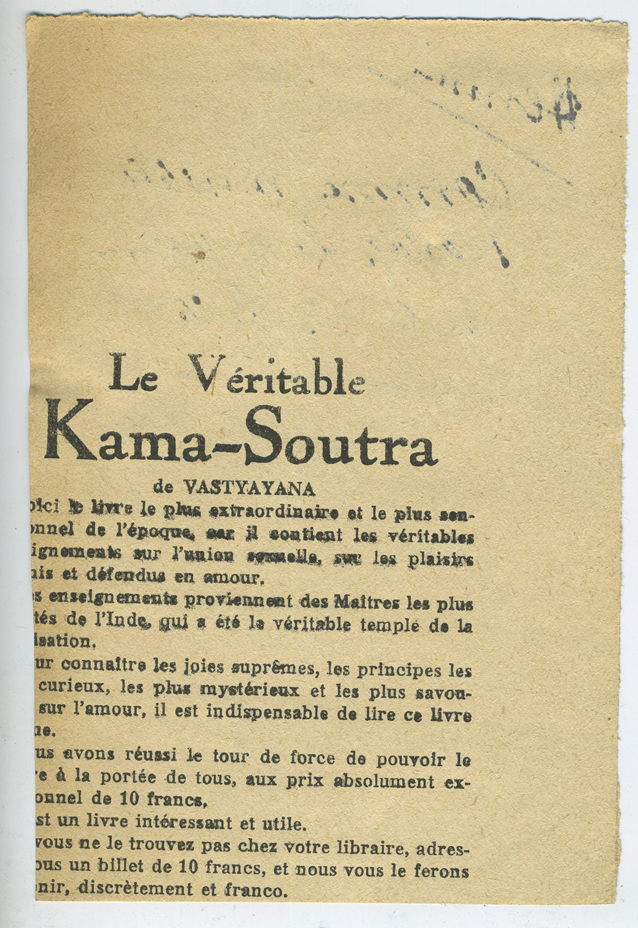 Le Véritable
Kama-Soutra
de VASTYAYANA
oici le livre le plus extraordinaire et le plus sen-
onnel de l'époque, car il contient les véritables
ignements sur l'union sexuelle, sur les plaisirs
mis et défendus en amour.
s enseignements proviennent des Maîtres les plus
tés de l'Inde, qui a été le véritable temple de la
isation.
ur connaître les joies suprêmes, les principes les
curieux, les plus mystérieux et les plus savou-
sur l'amour, il est indispensable de lire ce livre
ue.
us avons réussi le tour de force de pouvoir le
e à la portée de tous, aux prix absolument ex-
onnel de 10 francs.
st un livre intéressant et utile.
vous ne le trouvez pas chez votre libraire, adres-
ous un billet de 10 francs, et nous vous le ferons
nir, discrètement et franco.